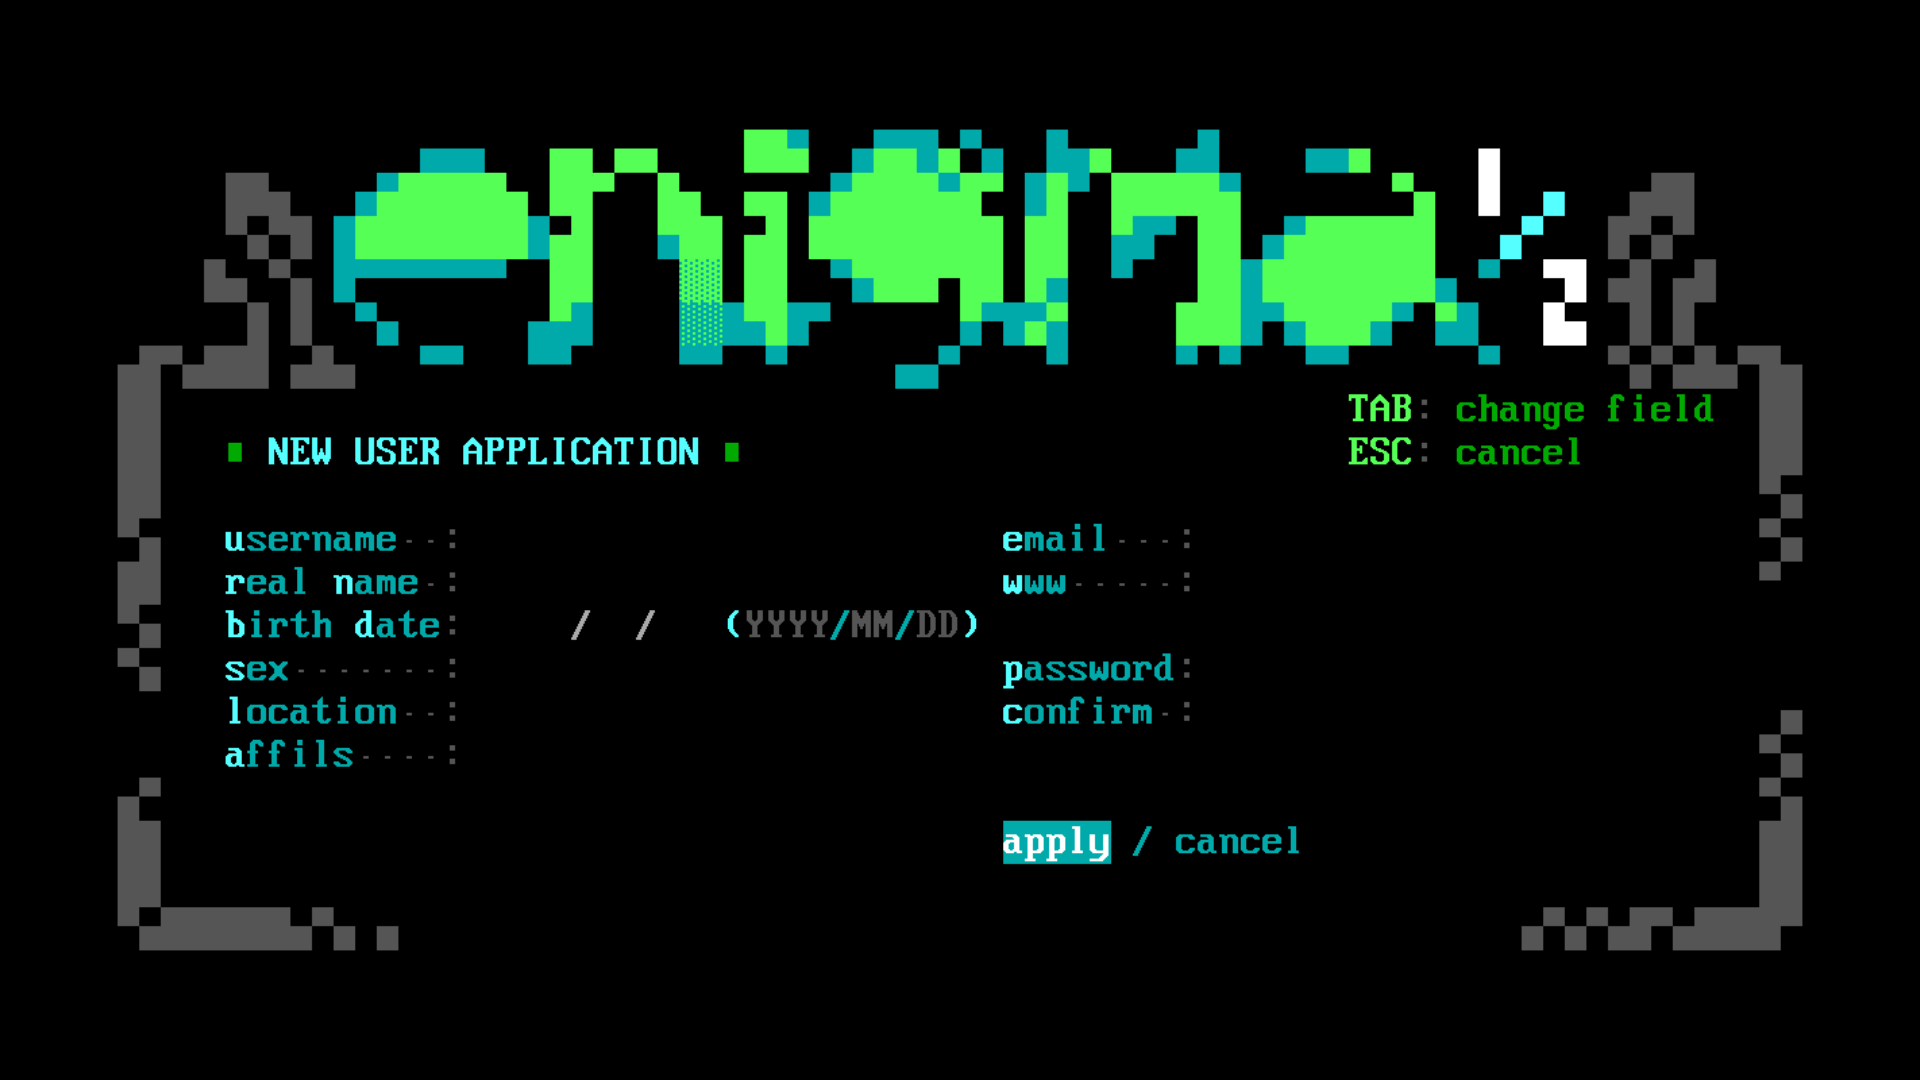 enigma 1/2
TAB: change field
ESC: cancel
NEW USER APPLICATION
username--:
real name-:
birth date:     /  /   (YYYY/MM/DD)
sex-------:
location--:
affils----:
email---:
www-----:
password:
confirm-:
apply / cancel